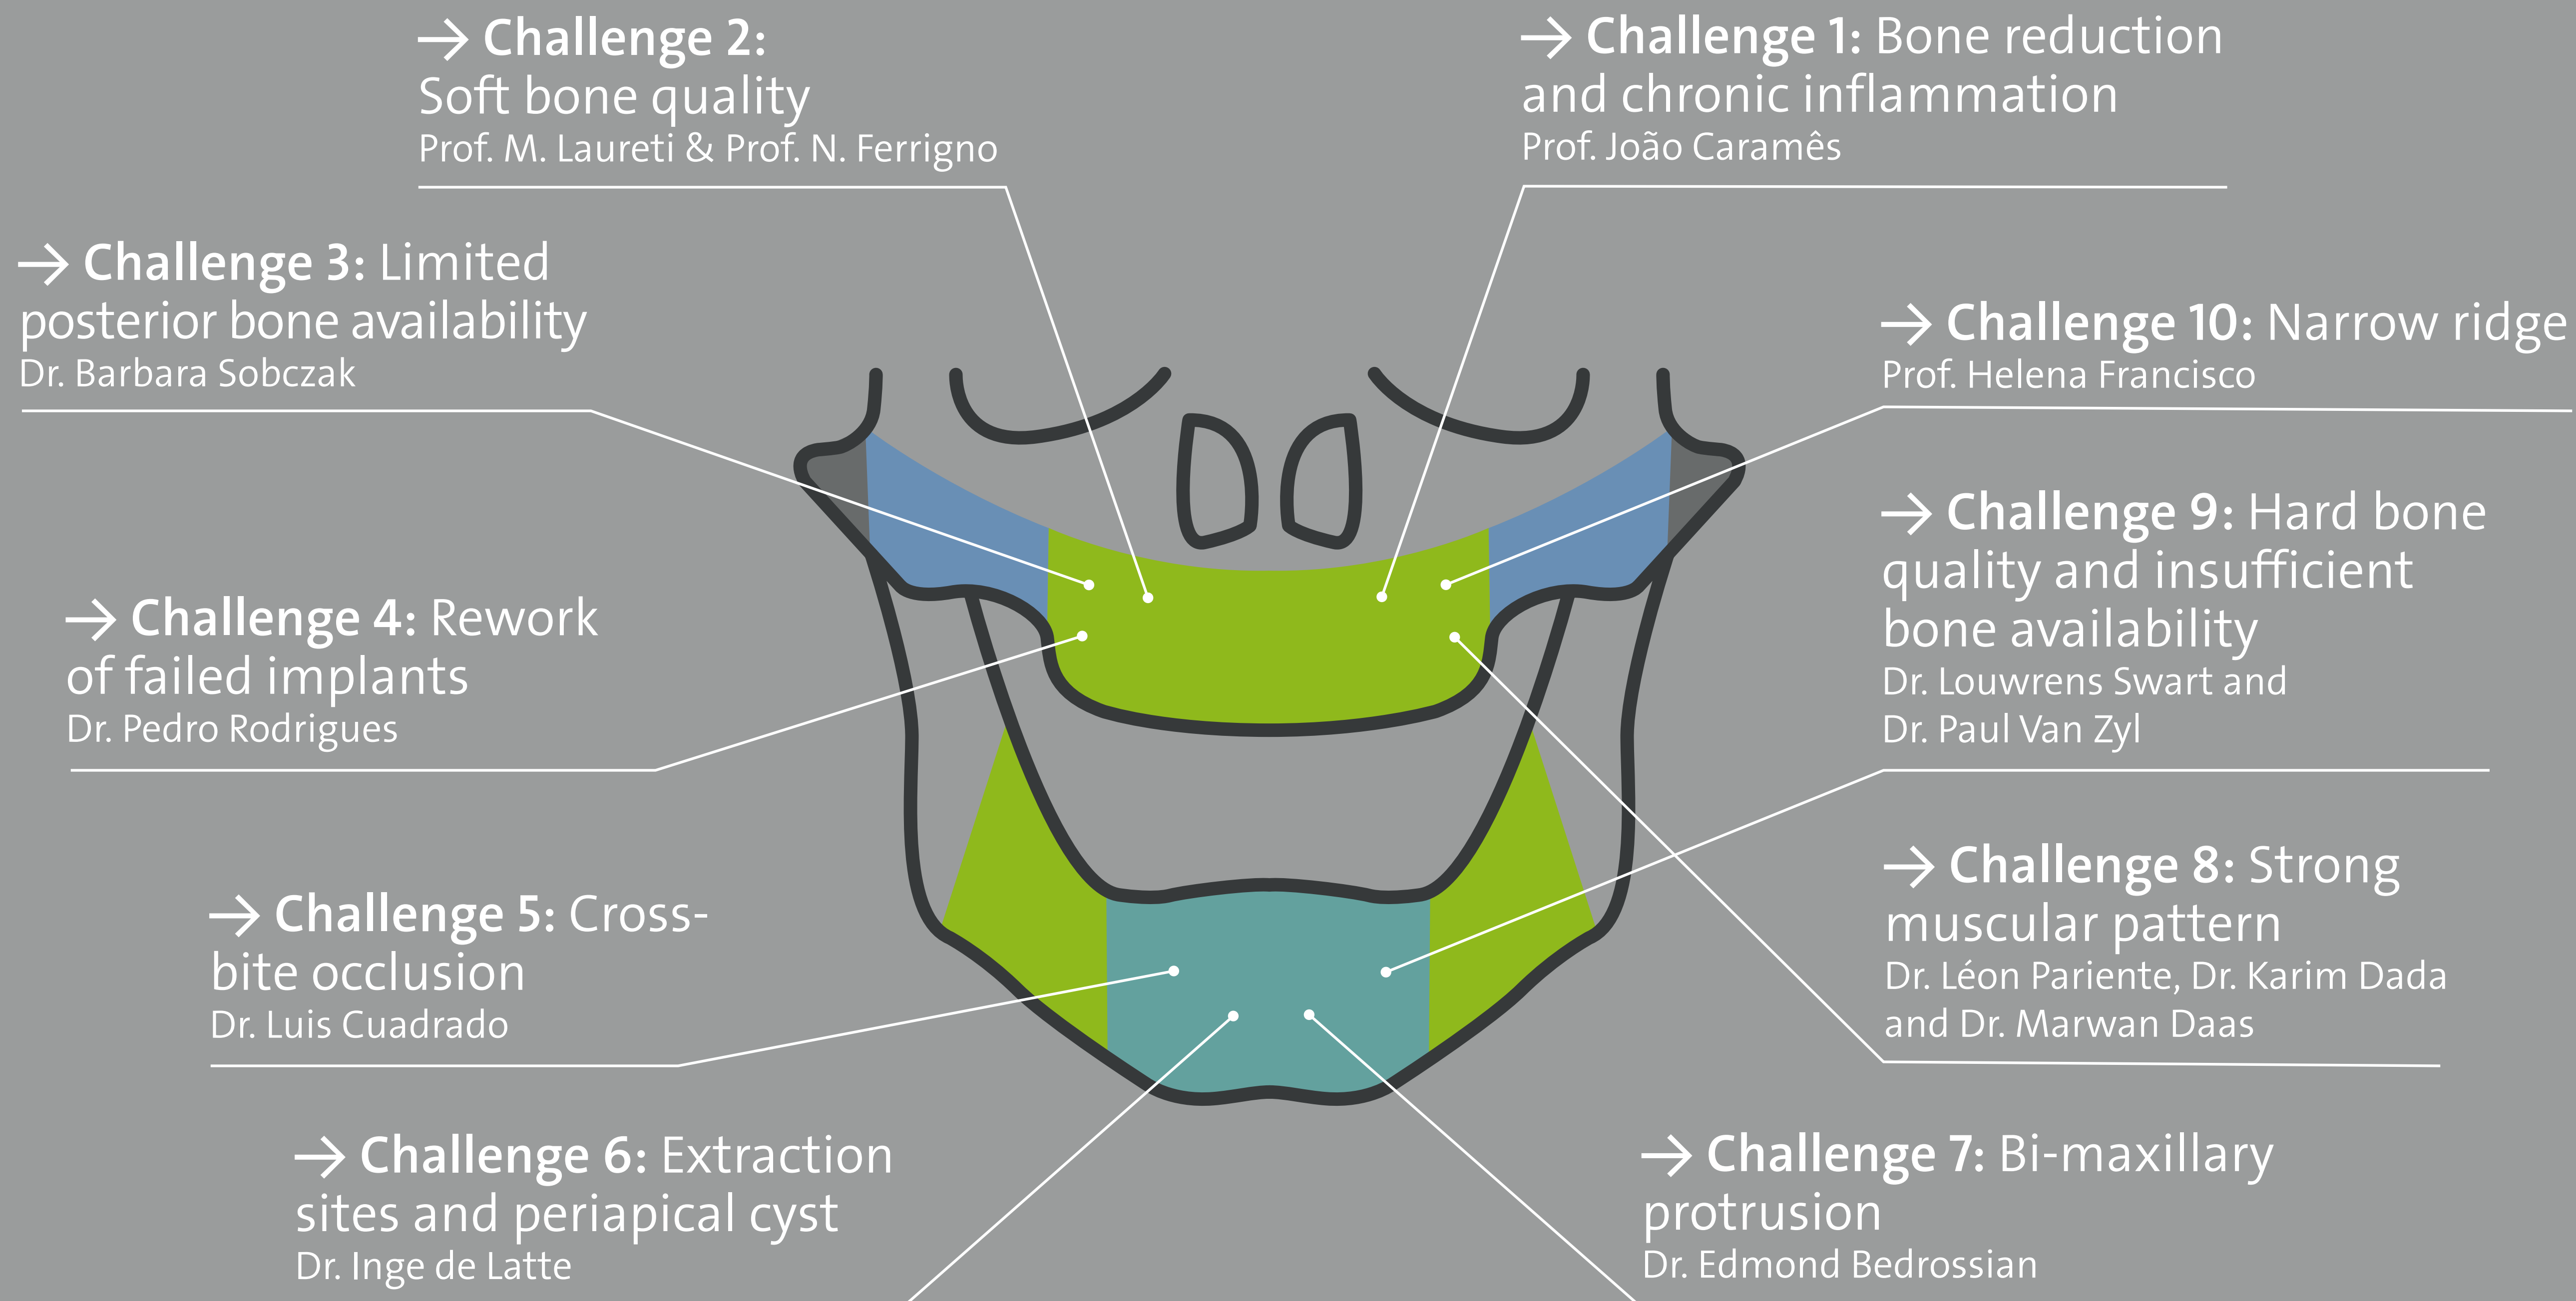 → Challenge 2:
Soft bone quality
Prof. M. Laureti & Prof. N. Ferrigno
→ Challenge 1: Bone reduction
and chronic inflammation
Prof. João Caramês
→ Challenge 3: Limited
posterior bone availability
Dr. Barbara Sobczak
→ Challenge 10: Narrow ridge
Prof. Helena Francisco
→ Challenge 4: Rework
of failed implants
Dr. Pedro Rodrigues
→ Challenge 9: Hard bone
quality and insufficient
bone availability
Dr. Louwrens Swart and
Dr. Paul Van Zyl
→ Challenge 5: Cross-
bite occlusion
Dr. Luis Cuadrado
→ Challenge 8: Strong
muscular pattern
Dr. Léon Pariente, Dr. Karim Dada
and Dr. Marwan Daas
→ Challenge 6: Extraction
sites and periapical cyst
Dr. Inge de Latte
→ Challenge 7: Bi-maxillary
protrusion
Dr. Edmond Bedrossian